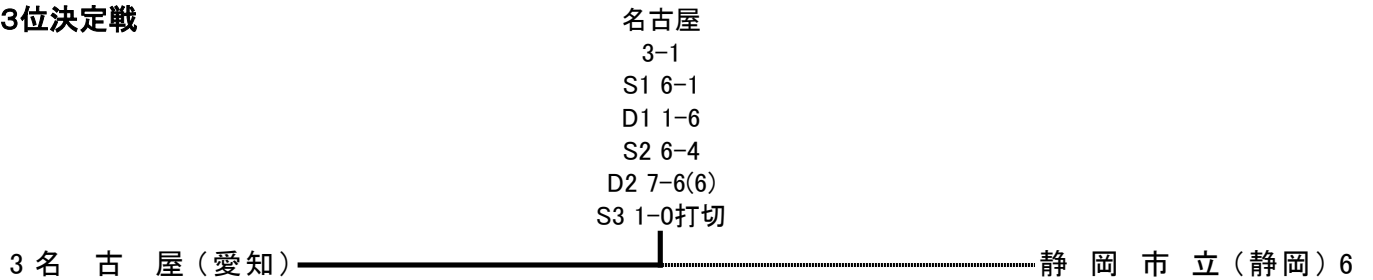 3位決定戦
名古屋
3-1
S1 6-1
D1 1-6
S2 6-4
D2 7-6(6)
S3 1-0打切
3 名 古 屋 (愛知) 静 岡 市 立 (静岡) 6